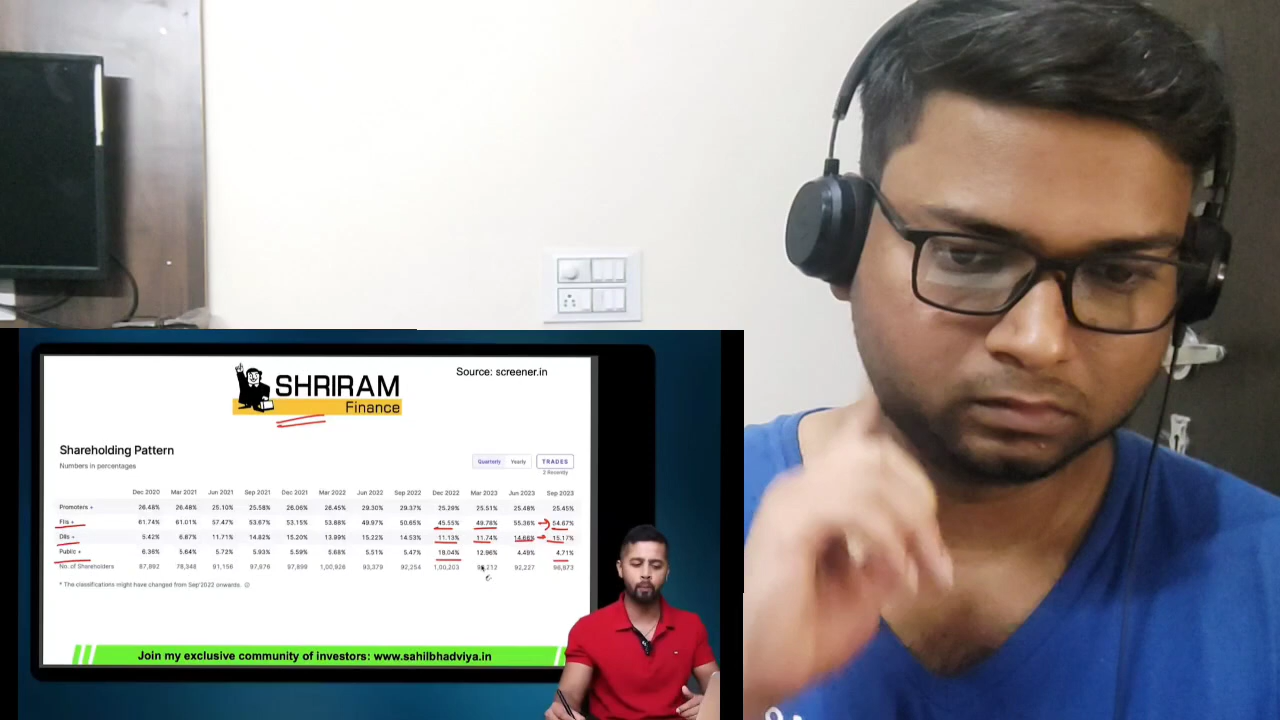 SHRIRAM
Finance
Source: screener.in
Shareholding Pattern
Numbers in percentages
Quarterly Yearly TRADES
2 Recently
Dec 2020 Mar 2021 Jun 2021 Sep 2021 Dec 2021 Mar 2022 Jun 2022 Sep 2022 Dec 2022 Mar 2023 Jun 2023 Sep 2023
Promoters + 26.48% 26.48% 25.10% 25.58% 26.06% 26.45% 29.30% 29.37% 25.28% 25.51% 25.48% 25.45%
FIIs + 61.74% 61.01% 57.47% 53.67% 53.15% 53.88% 49.97% 50.65% 45.55% 49.78% 55.36% 54.67%
DIIs + 5.42% 6.87% 11.71% 14.82% 15.20% 13.99% 15.22% 14.53% 11.13% 11.74% 14.66% 15.17%
Public + 6.36% 5.64% 5.72% 5.93% 5.59% 5.68% 5.51% 5.47% 18.04% 12.96% 4.48% 4.71%
No. of Shareholders 87,892 78,348 91,156 97,876 97,898 1,00,926 93,379 92,254 1,00,203 92,227 96,873
* The classifications might have changed from Sep'2022 onwards.
Join my exclusive community of investors: www.sahilbhadviya.in